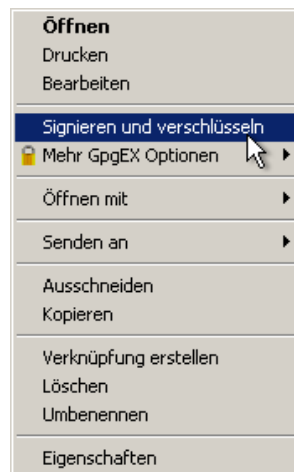 Öffnen
Drucken
Bearbeiten
Signieren und verschlüsseln
Mehr GpgEX Optionen
Öffnen mit
Senden an
Ausschneiden
Kopieren
Verknüpfung erstellen
Löschen
Umbenennen
Eigenschaften